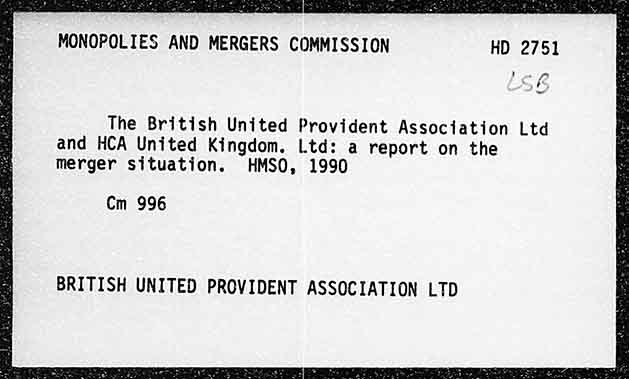 MONOPOLIES AND MERGERS COMMISSION HD 2751
LSB
The British United Provident Association Ltd
and HCA United Kingdom. Ltd: a report on the
merger situation. HMSO, 1990
Cm 996
BRITISH UNITED PROVIDENT ASSOCIATION LTD